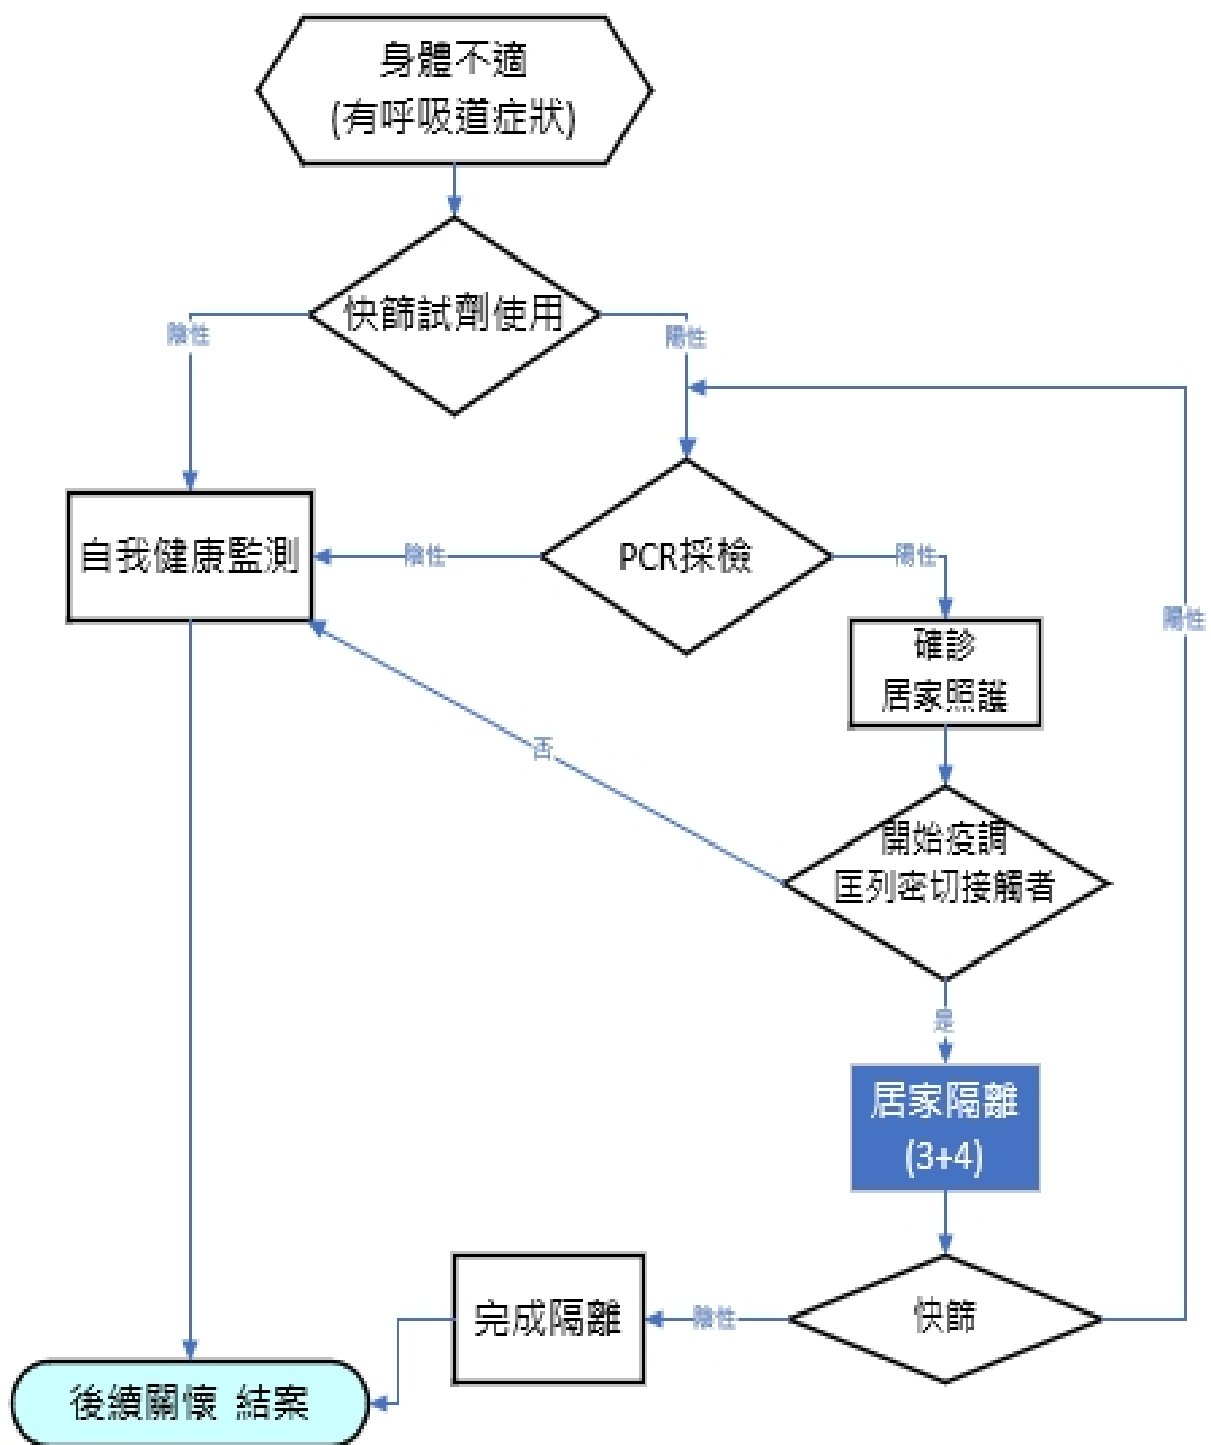 身體不適
(有呼吸道症狀)
快篩試劑使用
陰性
陽性
自我健康監測
陰性
PCR採檢
陽性
陽性
確診
居家照護
否
開始疫調
匡列密切接觸者
是
居家隔離
(3+4)
完成隔離
陰性
快篩
後續關懷 結案